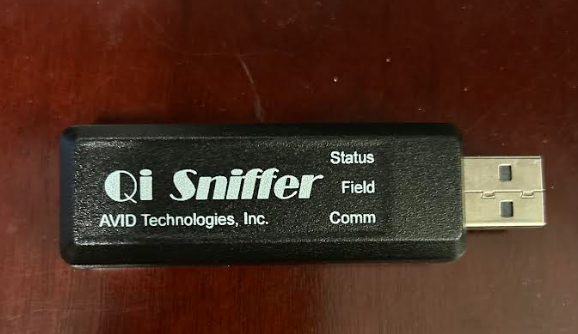 Status
Qi Sniffer
Field
AVID Technologies, Inc.
Comm